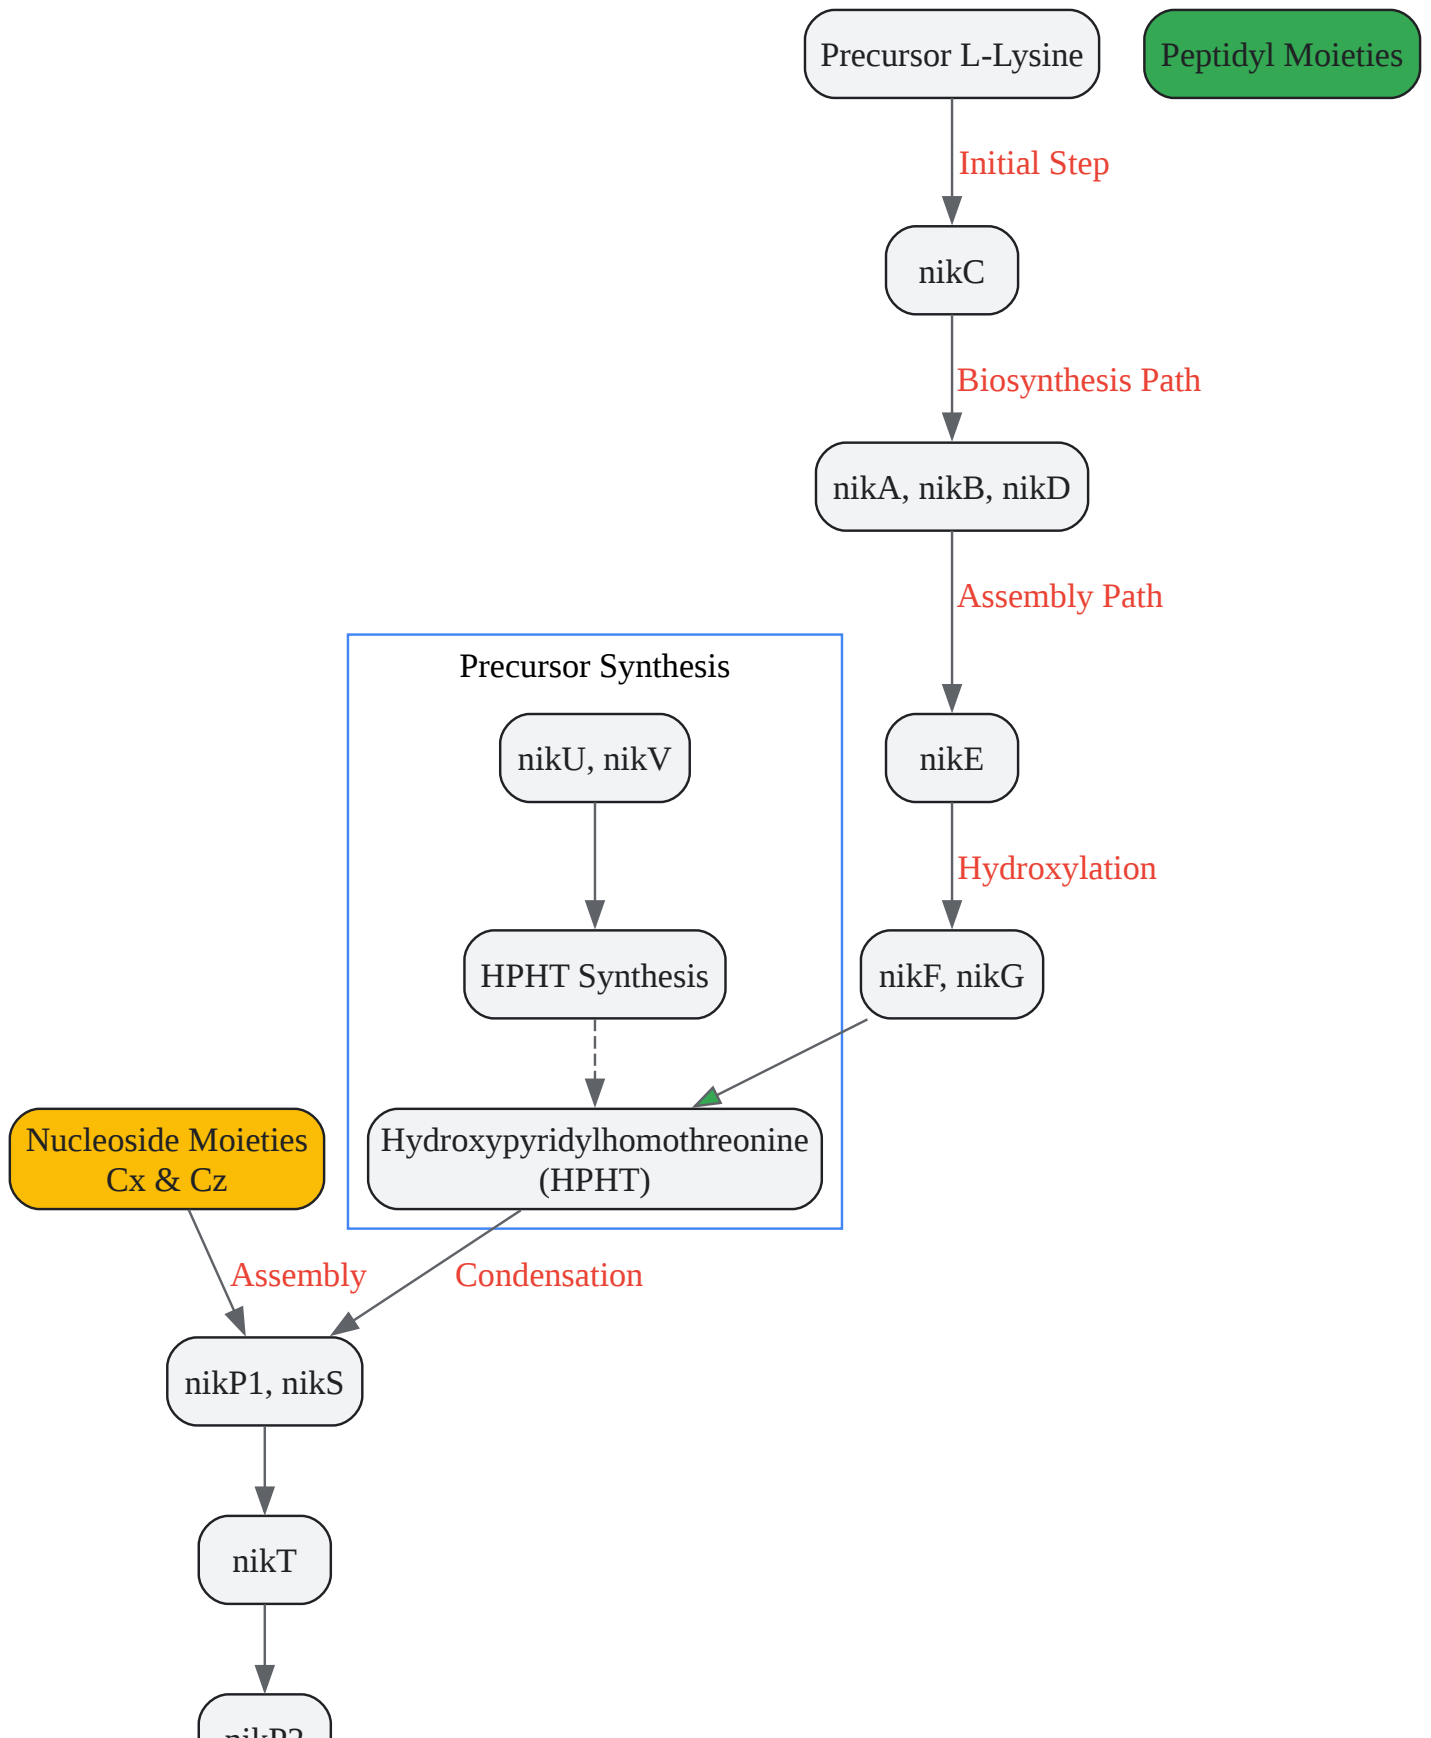 Precursor L-Lysine
Peptidyl Moieties
Initial Step
nikC
Biosynthesis Path
nikA, nikB, nikD
Assembly Path
Precursor Synthesis
nikU, nikV
nikE
Hydroxylation
HPHT Synthesis
nikF, nikG
Nucleoside Moieties
Cx & Cz
Hydroxypyridylhomothreonine
(HPHT)
Assembly
Condensation
nikP1, nikS
nikT